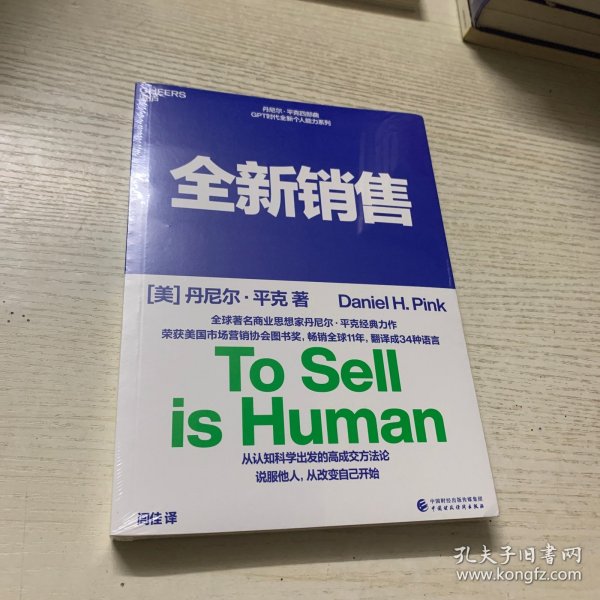 CHEERS
湛庐
丹尼尔·平克四部曲
GPT时代全新个人能力系列
全新销售
[美] 丹尼尔·平克 著
Daniel H. Pink
全球著名商业思想家丹尼尔·平克经典力作
荣获美国市场营销协会图书奖，畅销全球11年，翻译成34种语言
To Sell
is Human
从认知科学出发的高成交方法论
说服他人，从改变自己开始
闾佳 译
中国财经出版传媒集团
中国财政经济出版社
孔夫子旧书网
www.kongfz.com